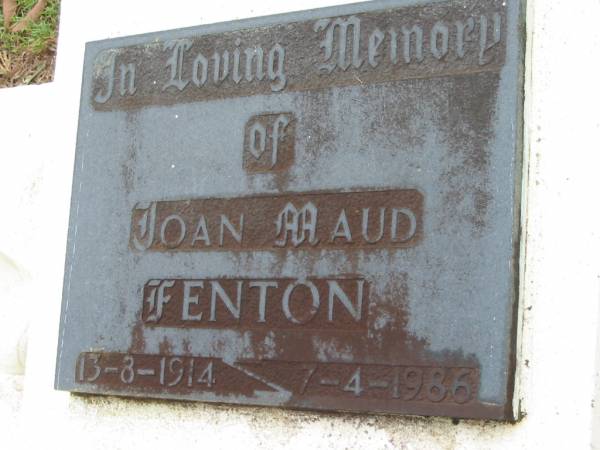 In Loving Memory
of
JOAN MAUD
FENTON
13-8-1914 — 7-4-1986